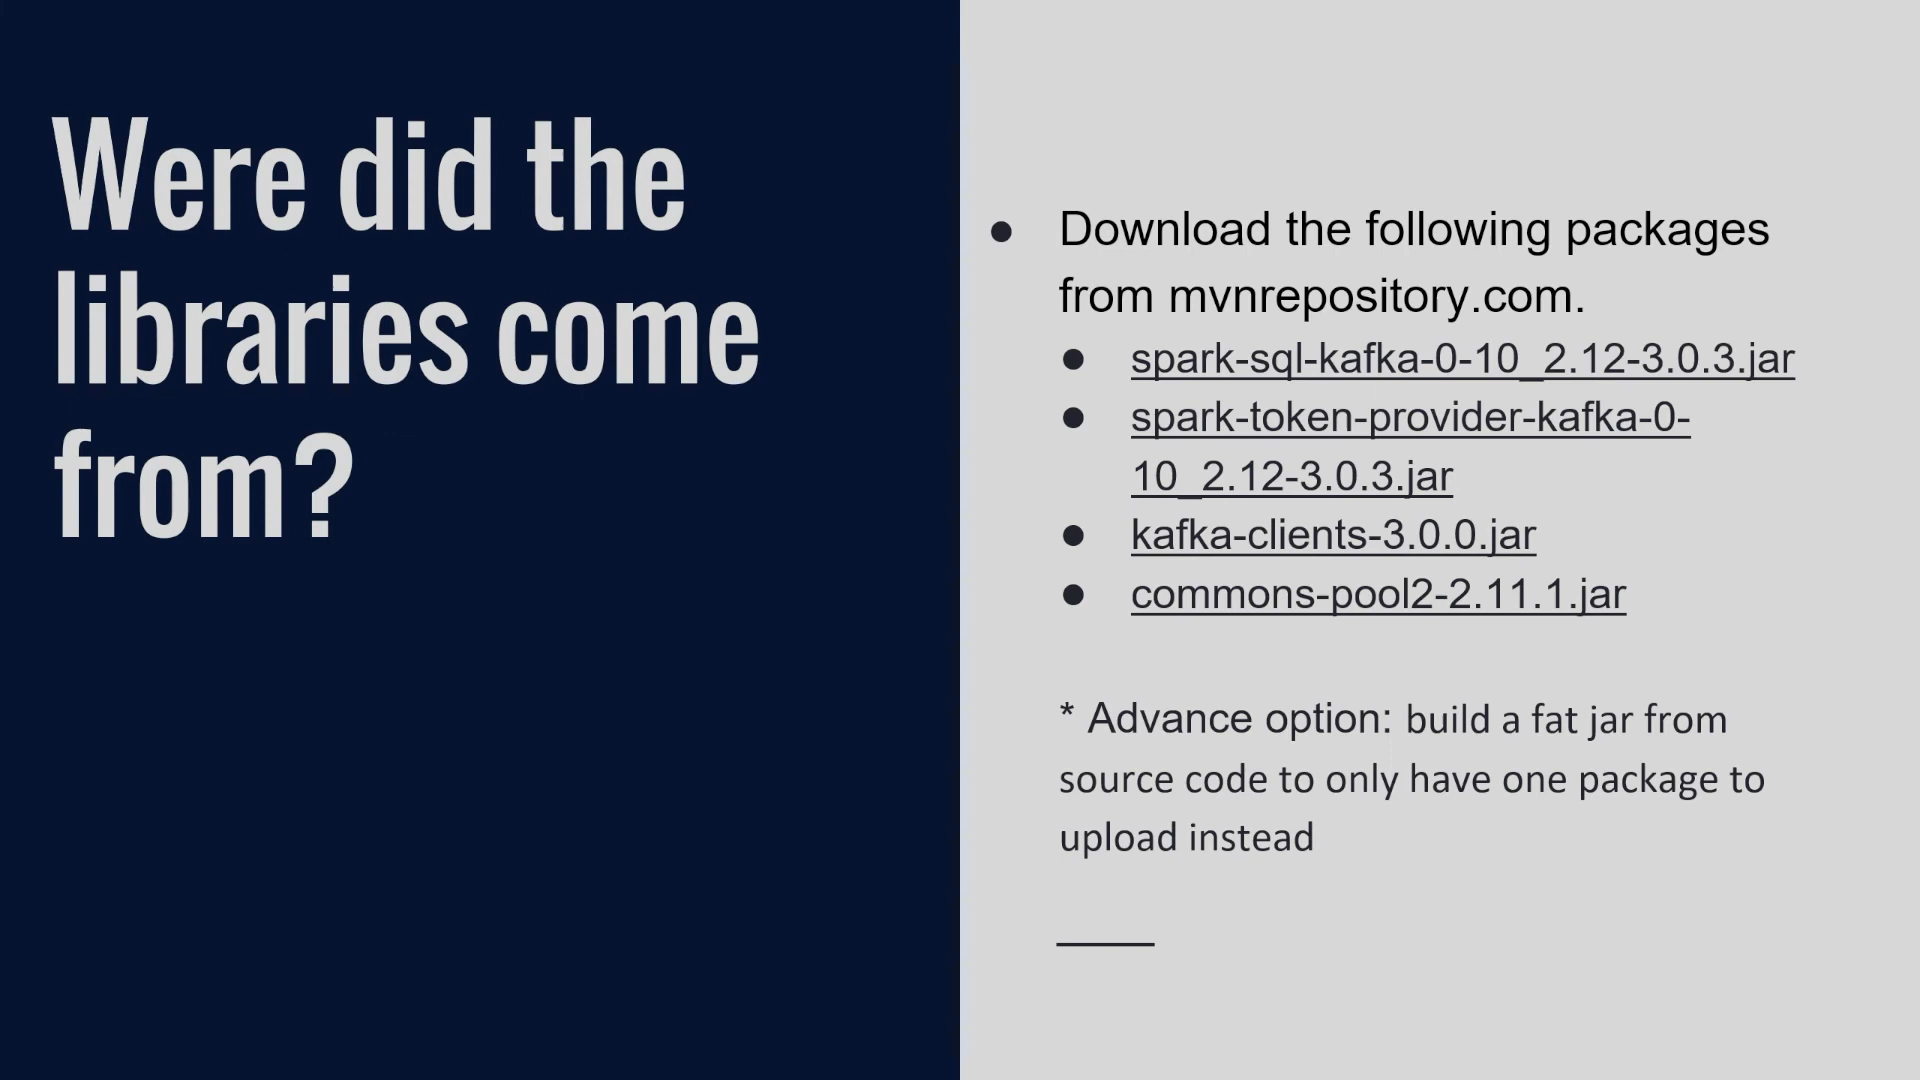 Were did the
libraries come
from?
● Download the following packages
from mvnrepository.com.
● spark-sql-kafka-0-10_2.12-3.0.3.jar
● spark-token-provider-kafka-0-
10_2.12-3.0.3.jar
● kafka-clients-3.0.0.jar
● commons-pool2-2.11.1.jar
* Advance option: build a fat jar from
source code to only have one package to
upload instead